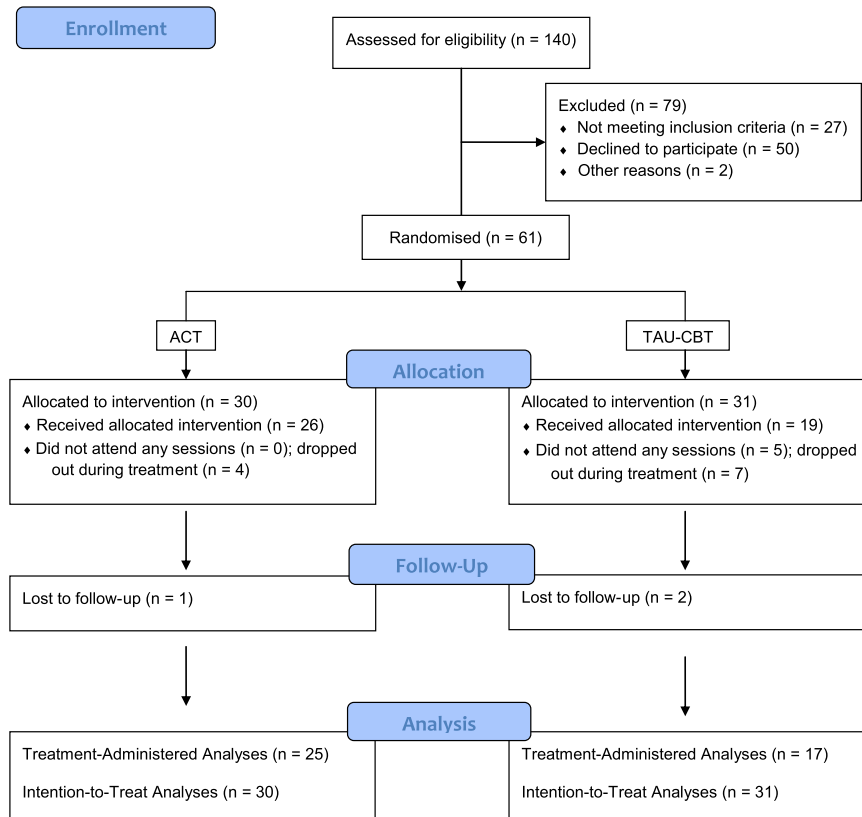 Enrollment
Assessed for eligibility (n = 140)
Excluded (n = 79)
♦ Not meeting inclusion criteria (n = 27)
♦ Declined to participate (n = 50)
♦ Other reasons (n = 2)
Randomised (n = 61)
ACT
TAU-CBT
Allocation
Allocated to intervention (n = 30)
♦ Received allocated intervention (n = 26)
♦ Did not attend any sessions (n = 0); dropped
out during treatment (n = 4)
Allocated to intervention (n = 31)
♦ Received allocated intervention (n = 19)
♦ Did not attend any sessions (n = 5); dropped
out during treatment (n = 7)
Follow-Up
Lost to follow-up (n = 1)
Lost to follow-up (n = 2)
Analysis
Treatment-Administered Analyses (n = 25)
Intention-to-Treat Analyses (n = 30)
Treatment-Administered Analyses (n = 17)
Intention-to-Treat Analyses (n = 31)